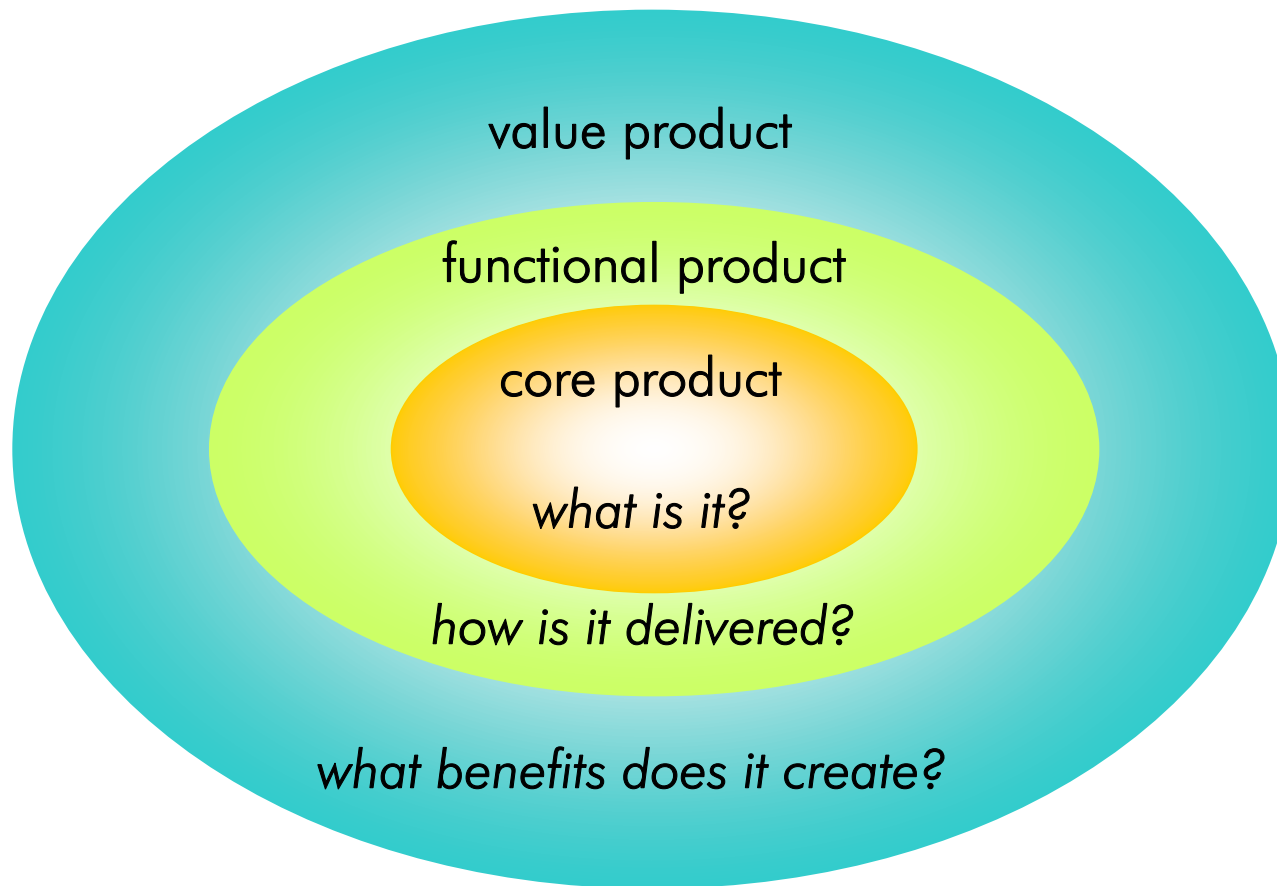 value product
functional product
core product
what is it?
how is it delivered?
what benefits does it create?